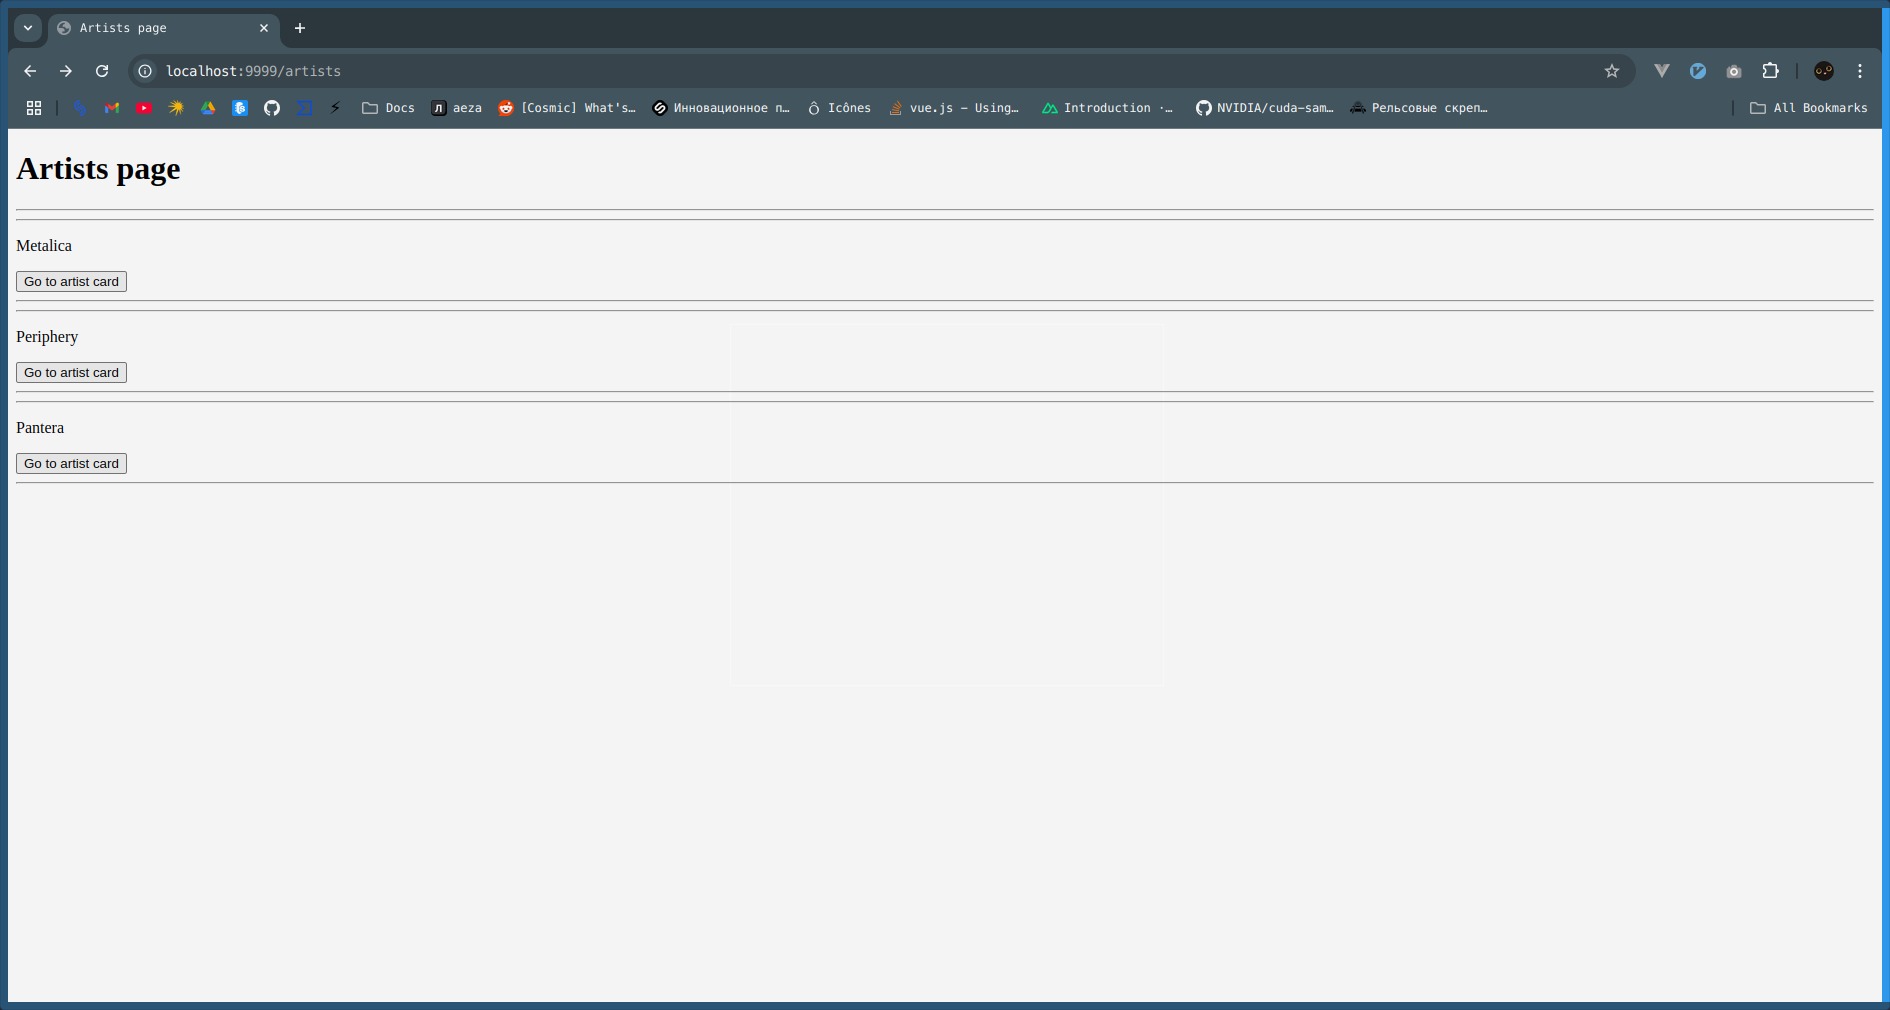 Artists page
localhost:9999/artists
Docs
aeza
[Cosmic] What's…
Инновационное п…
Icônes
vue.js – Using…
Introduction ·…
NVIDIA/cuda-sam…
Рельсовые скреп…
All Bookmarks
Artists page
Metalica
Go to artist card
Periphery
Go to artist card
Pantera
Go to artist card